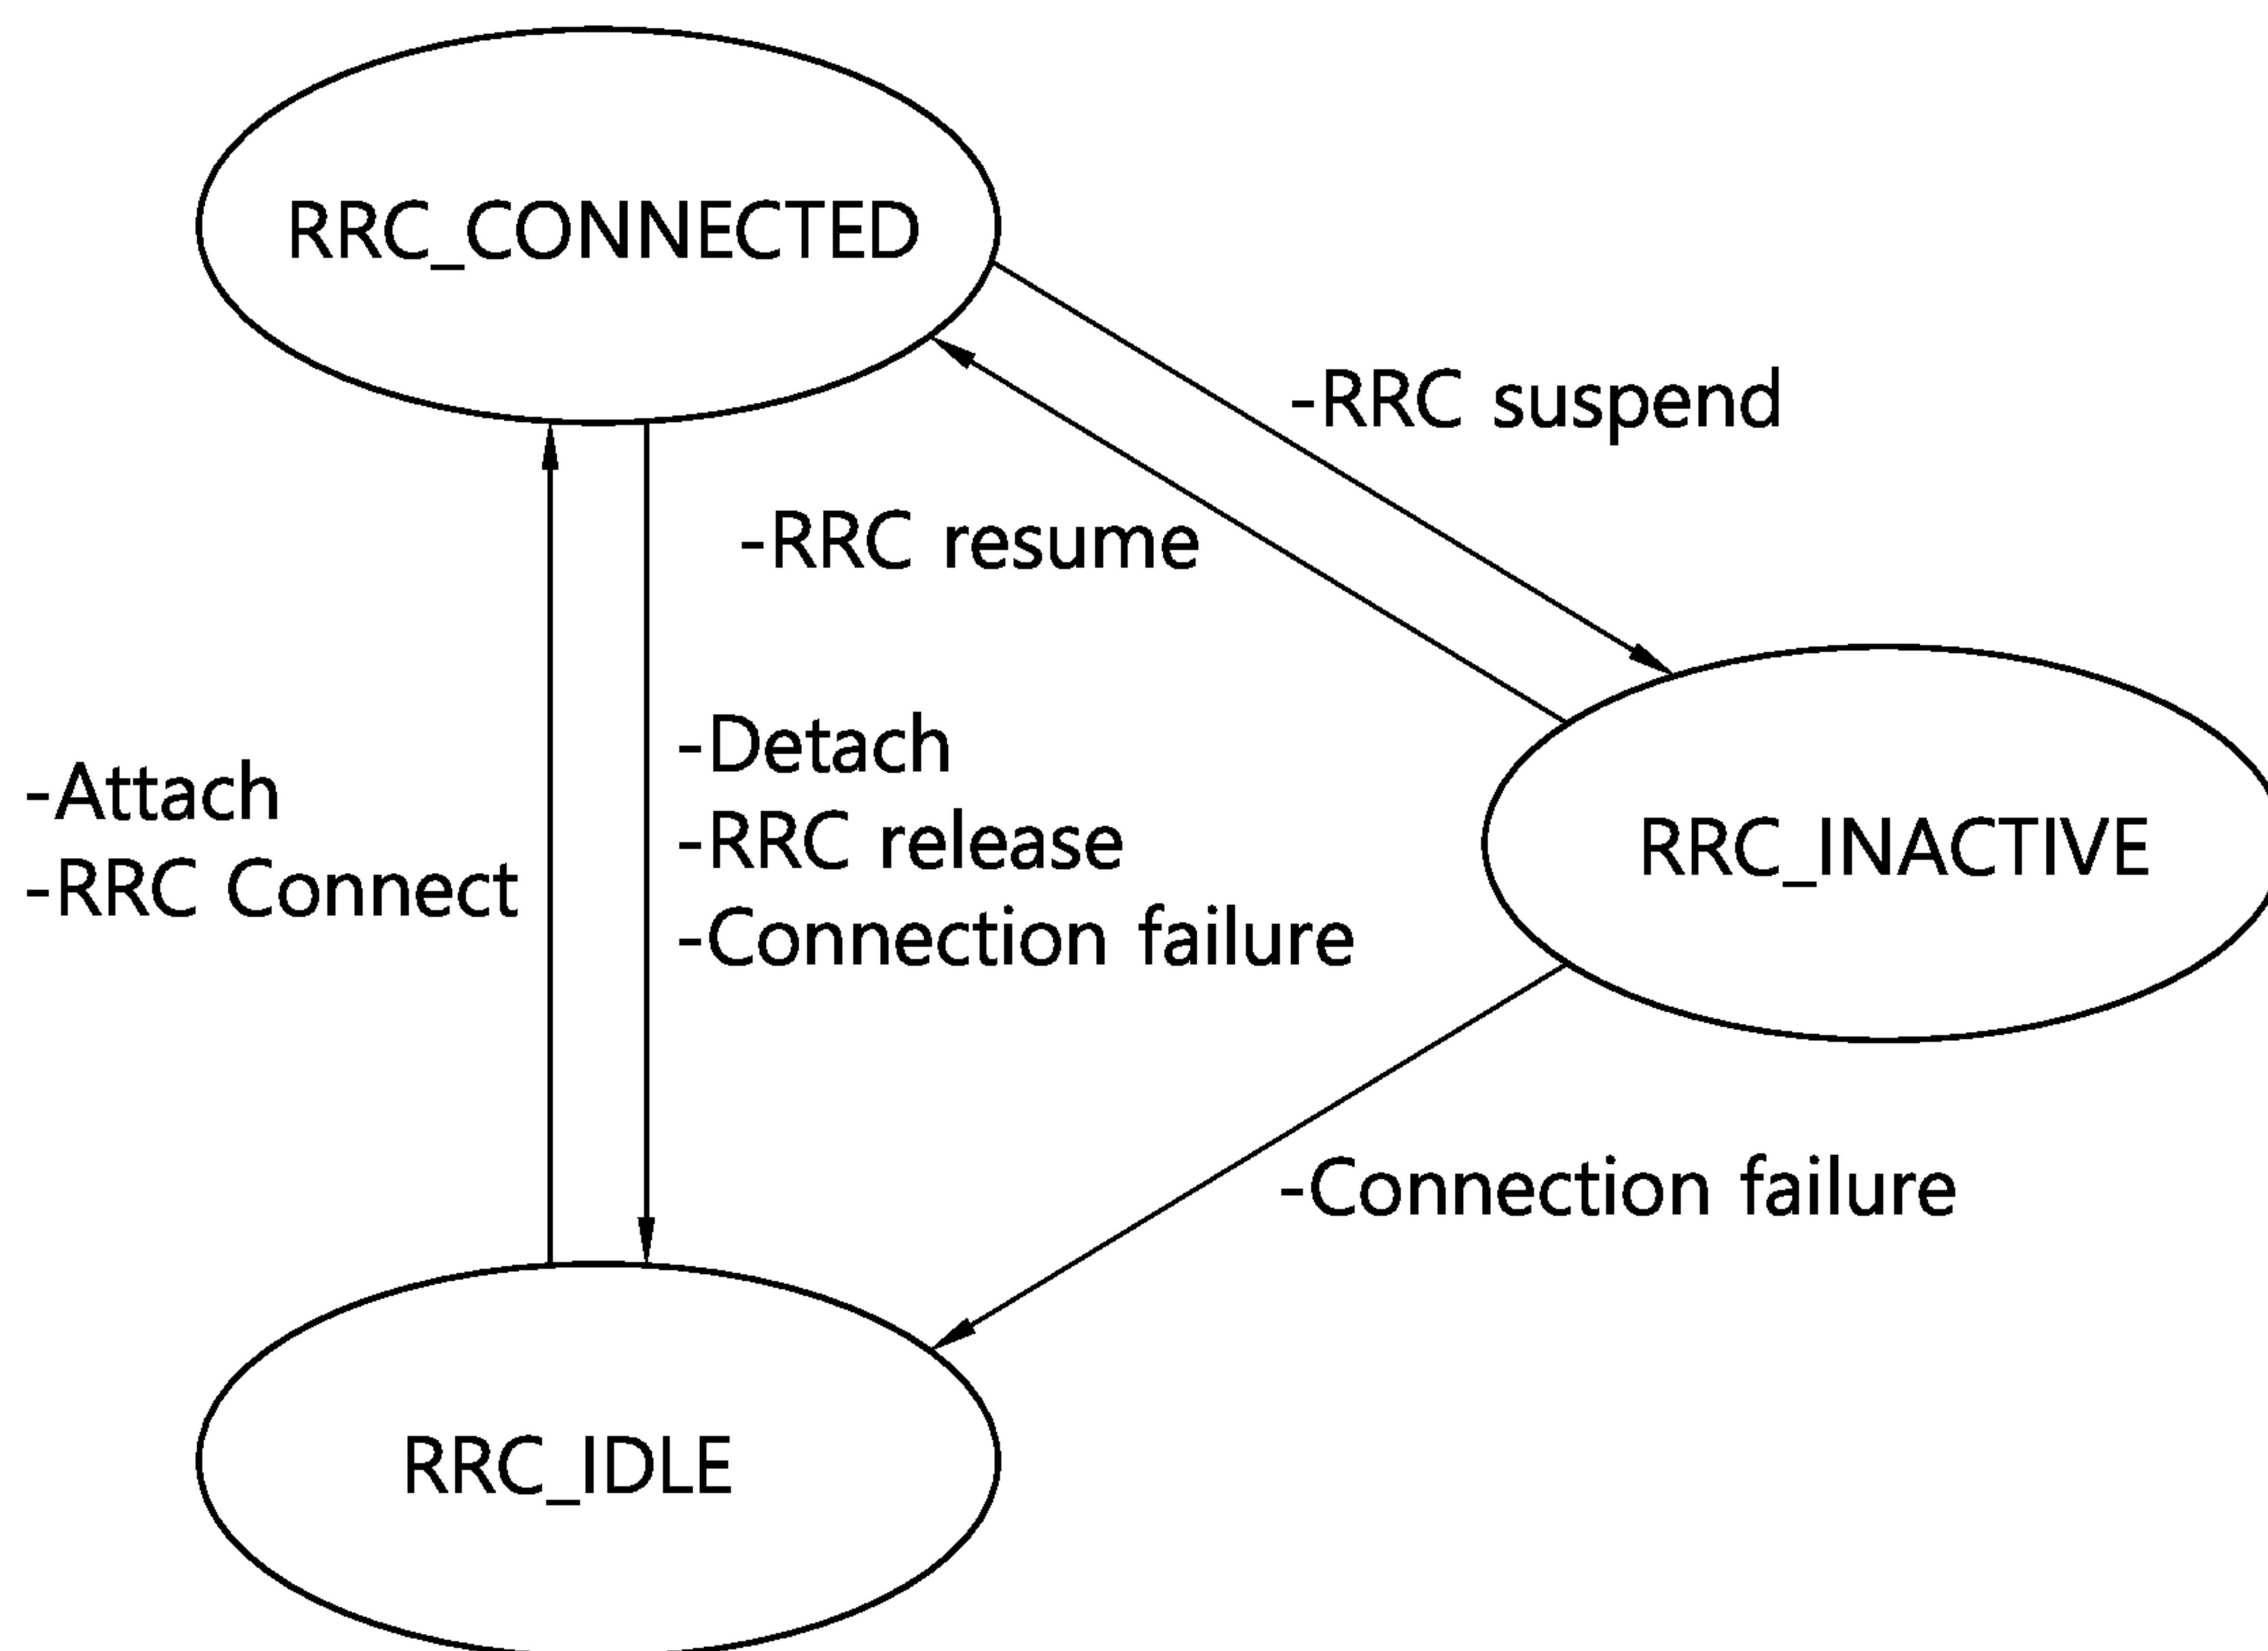 RRC_CONNECTED
-RRC suspend
-RRC resume
-Detach
-Attach
-RRC release
-RRC Connect
-Connection failure
RRC_INACTIVE
-Connection failure
RRC_IDLE